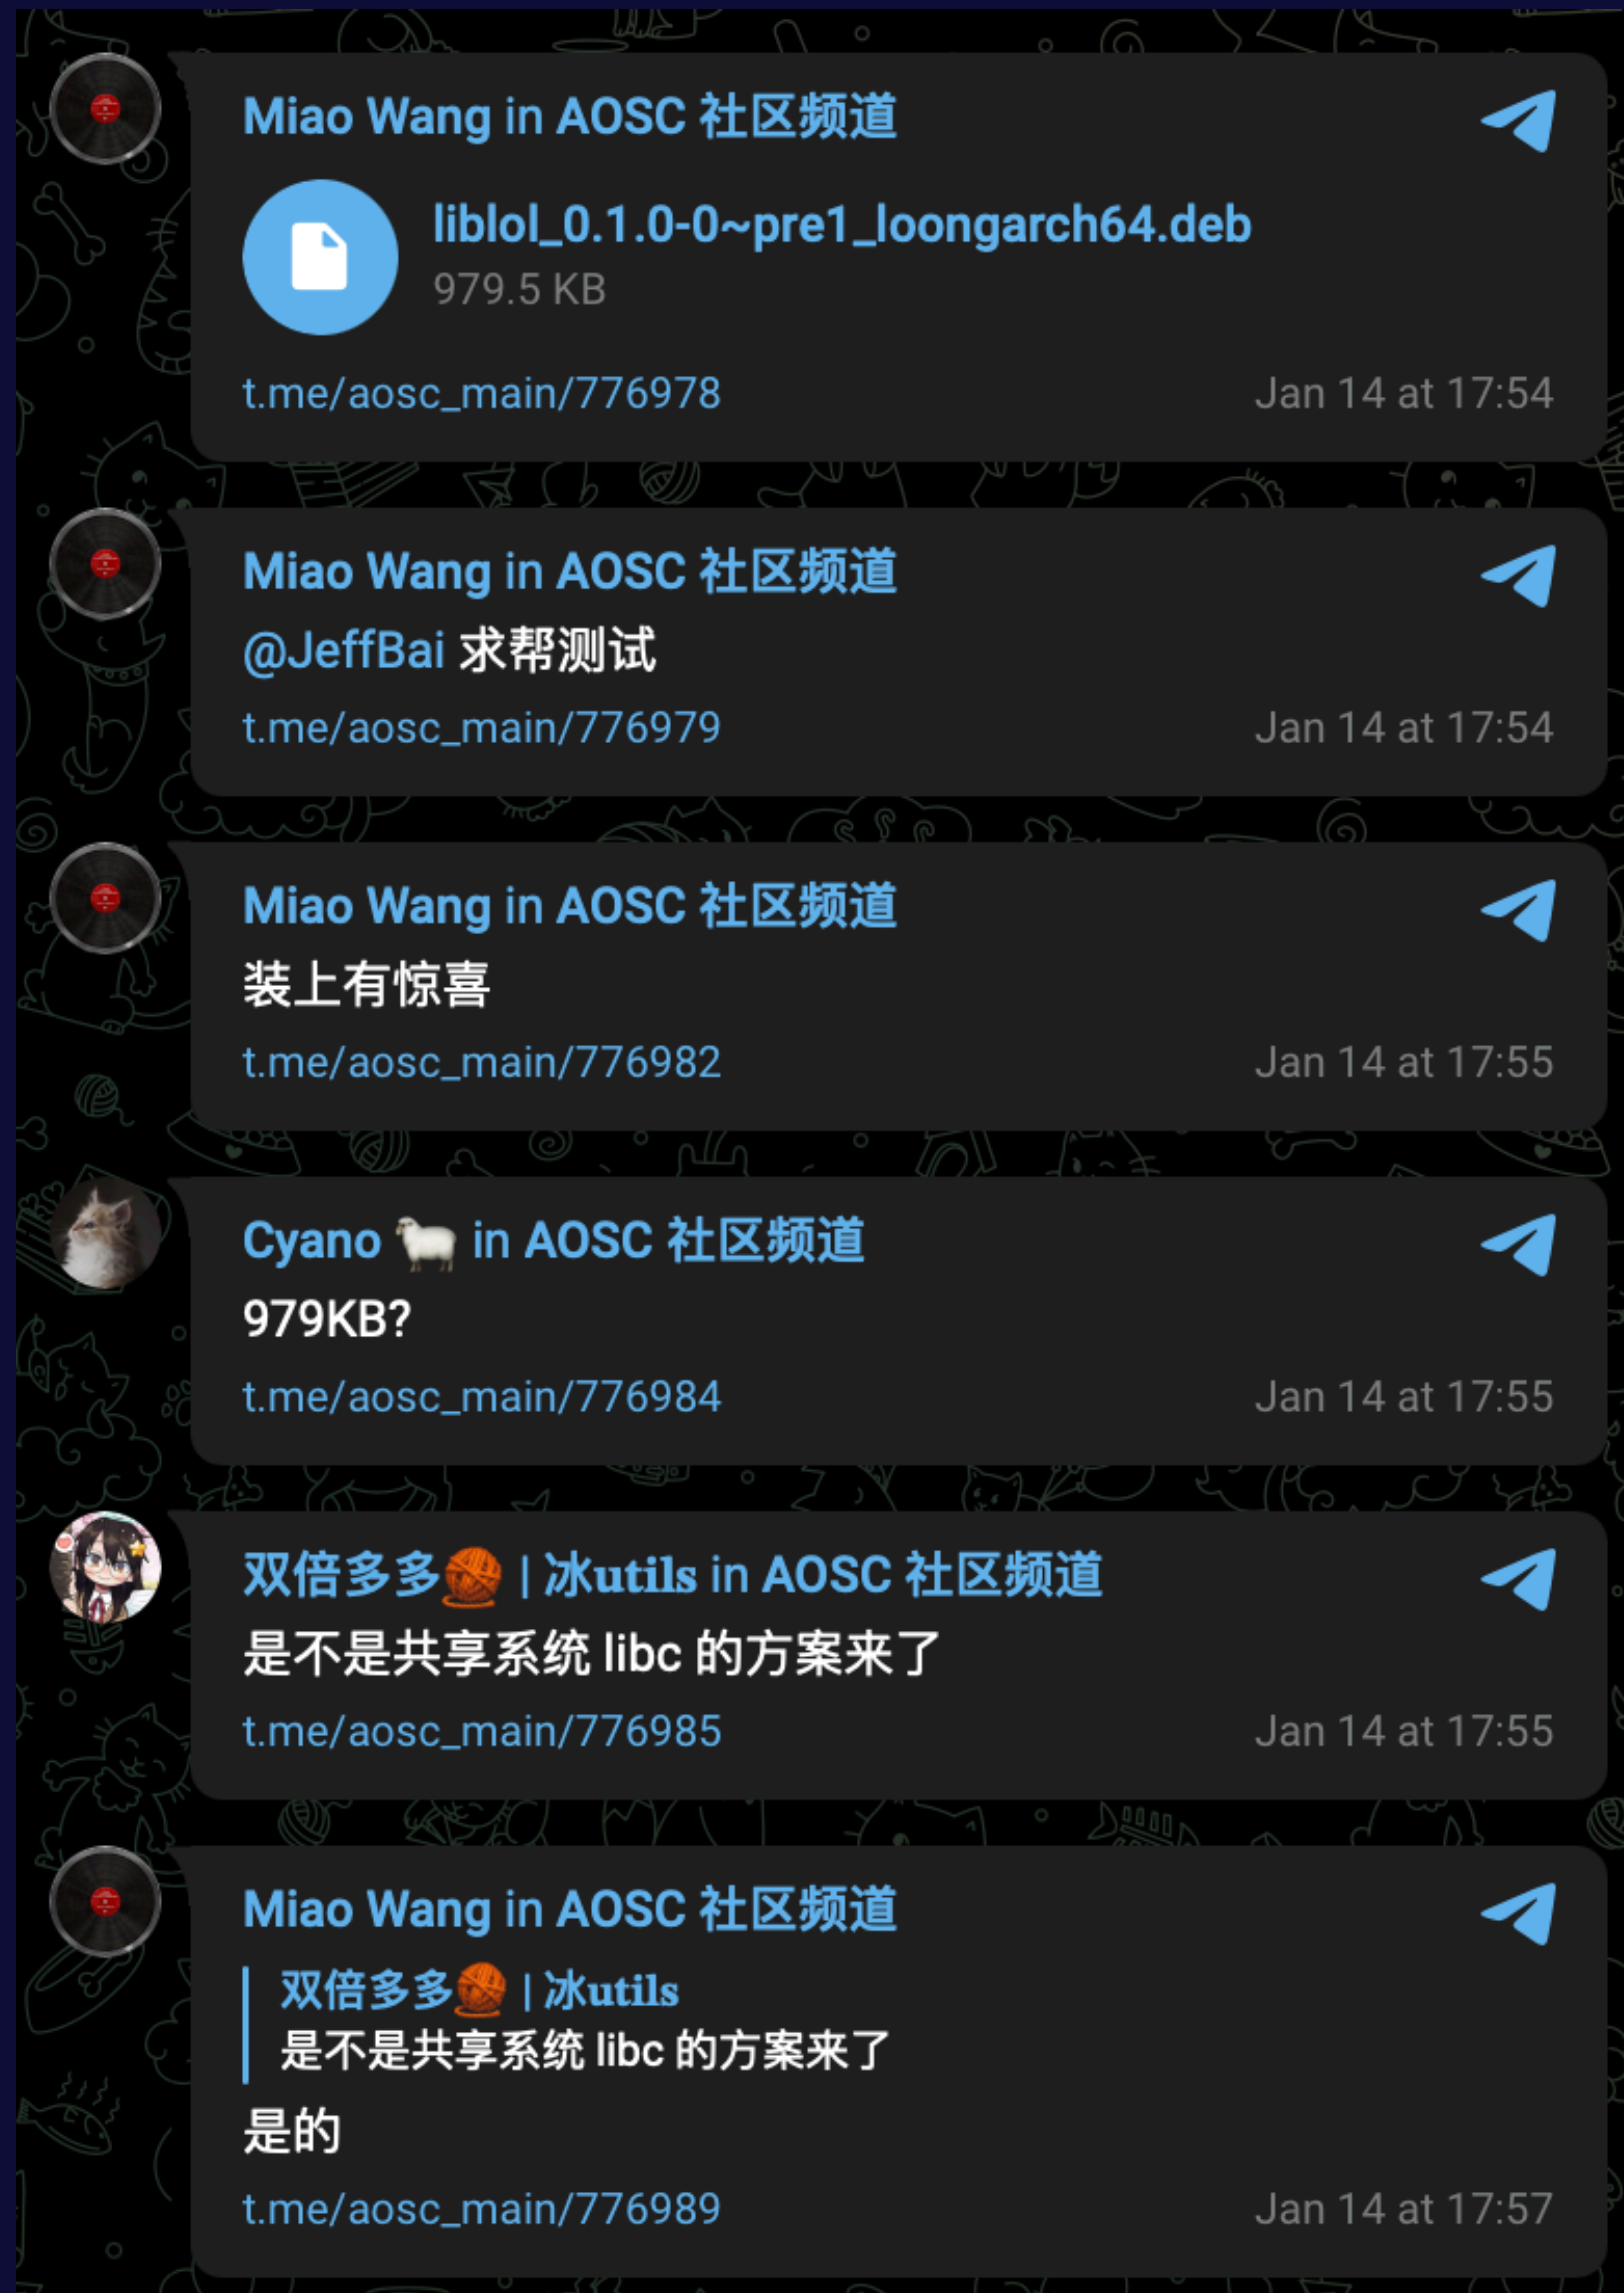 Miao Wang in AOSC 社区频道
liblol_0.1.0-0~pre1_loongarch64.deb
979.5 KB
t.me/aosc_main/776978 Jan 14 at 17:54
Miao Wang in AOSC 社区频道
@JeffBai 求帮测试
t.me/aosc_main/776979 Jan 14 at 17:54
Miao Wang in AOSC 社区频道
装上有惊喜
t.me/aosc_main/776982 Jan 14 at 17:55
Cyano 🐑 in AOSC 社区频道
979KB?
t.me/aosc_main/776984 Jan 14 at 17:55
双倍多多🧶 | 冰utils in AOSC 社区频道
是不是共享系统 libc 的方案来了
t.me/aosc_main/776985 Jan 14 at 17:55
Miao Wang in AOSC 社区频道
双倍多多🧶 | 冰utils
是不是共享系统 libc 的方案来了
是的
t.me/aosc_main/776989 Jan 14 at 17:57